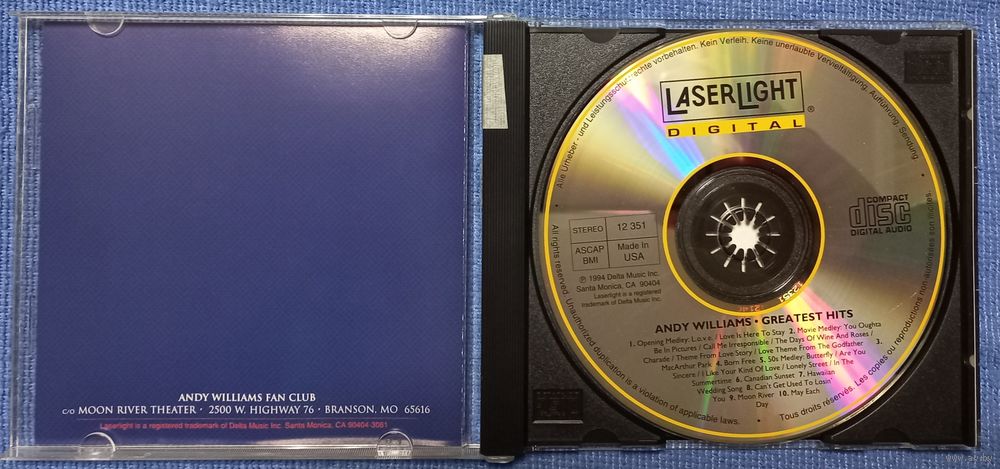 ANDY WILLIAMS FAN CLUB
C/O MOON RIVER THEATER · 2500 W. HIGHWAY 76 · BRANSON, MO 65616
Laserlight is a registered trademark of Delta Music Inc. Santa Monica, CA 90404-3061
LASERLIGHT ®
DIGITAL
COMPACT
disc
DIGITAL AUDIO
STEREO 12 351
ASCAP
BMI
Made in
USA
℗ 1994 Delta Music Inc.
Santa Monica, CA 90404
Laserlight is a registered
trademark of Delta Music Inc.
12351
ANDY WILLIAMS • GREATEST HITS
1. Opening Medley: L.o.v.e. / Love Is Here To Stay 2. Movie Medley: You Oughta
Be In Pictures / Call Me Irresponsible / The Days Of Wine And Roses /
Charade / Theme From Love Story / Love Theme From The Godfather 3.
MacArthur Park 4. Born Free 5. 50s Medley: Butterfly / Are You
Sincere / I Like Your Kind Of Love / Lonely Street / In The
Summertime 6. Canadian Sunset 7. Hawaiian
Wedding Song 8. Can't Get Used To Losin'
You 9. Moon River 10. May Each
Day
• Alle Urheber - und Leistungsschutzrechte vorbehalten. Kein Verleih. Keine unerlaubte Vervielfältigung, Aufführung, Sendung
All rights reserved. Unauthorized duplication is a violation of applicable laws. •
Tous droits réservés. Les copies ou reproductions non-autorisées son illicites. •